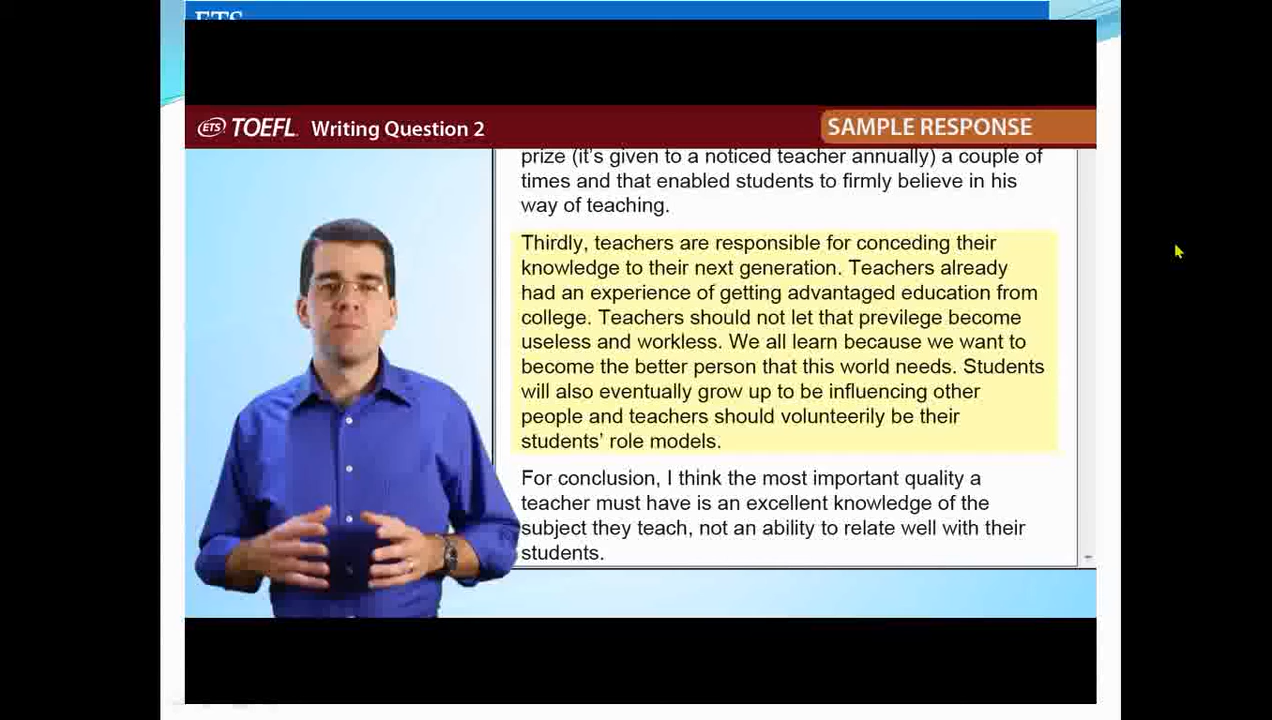 ETS
ETS TOEFL Writing Question 2 SAMPLE RESPONSE
prize (it's given to a noticed teacher annually) a couple of
times and that enabled students to firmly believe in his
way of teaching.
Thirdly, teachers are responsible for conceding their
knowledge to their next generation. Teachers already
had an experience of getting advantaged education from
college. Teachers should not let that previlege become
useless and workless. We all learn because we want to
become the better person that this world needs. Students
will also eventually grow up to be influencing other
people and teachers should volunteerily be their
students' role models.
For conclusion, I think the most important quality a
teacher must have is an excellent knowledge of the
subject they teach, not an ability to relate well with their
students.